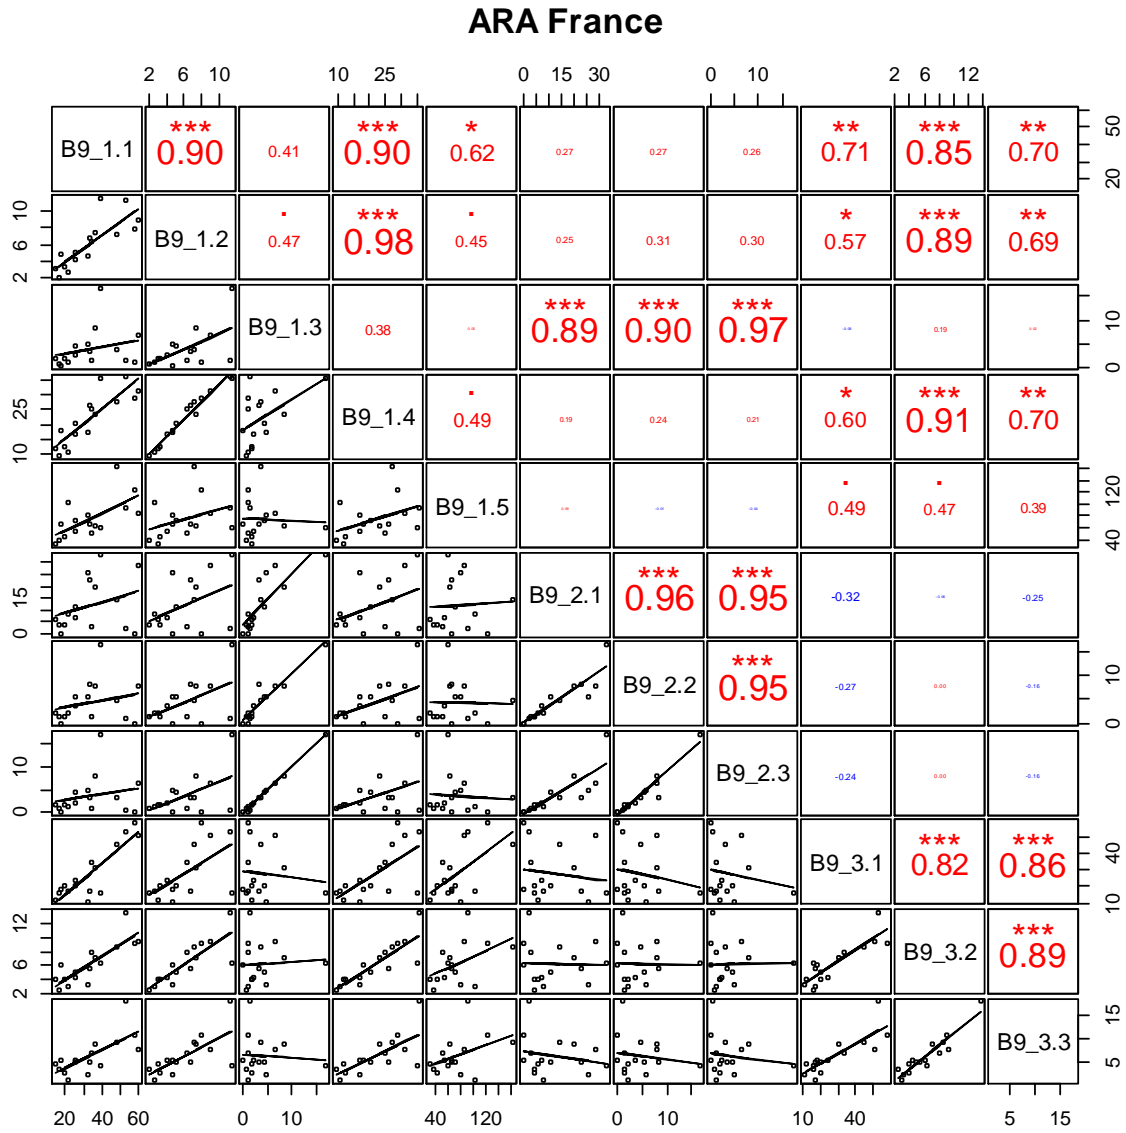 ARA France
2 6 10 10 25 0 15 30 0 10 2 6 12
*** *** * ** *** **
B9_1.1 0.90 0.41 0.90 0.62 0.27 0.27 0.26 0.71 0.85 0.70 20 50
. *** . * *** **
2 6 10 B9_1.2 0.47 0.98 0.45 0.25 0.31 0.30 0.57 0.89 0.69
*** *** ***
B9_1.3 0.38 0.89 0.90 0.97 0.19 0 10
. * *** **
10 25 B9_1.4 0.49 0.19 0.24 0.21 0.60 0.91 0.70
. .
B9_1.5 0.49 0.47 0.39 40 120
*** ***
0 15 B9_2.1 0.96 0.95 -0.32 -0.25
***
B9_2.2 0.95 -0.27 0.00 -0.16 0 10
0 10 B9_2.3 -0.24 0.00 -0.16
*** ***
B9_3.1 0.82 0.86 10 40
***
2 6 12 B9_3.2 0.89
B9_3.3 5 15
20 40 60 0 10 40 80 120 0 10 10 40 5 15